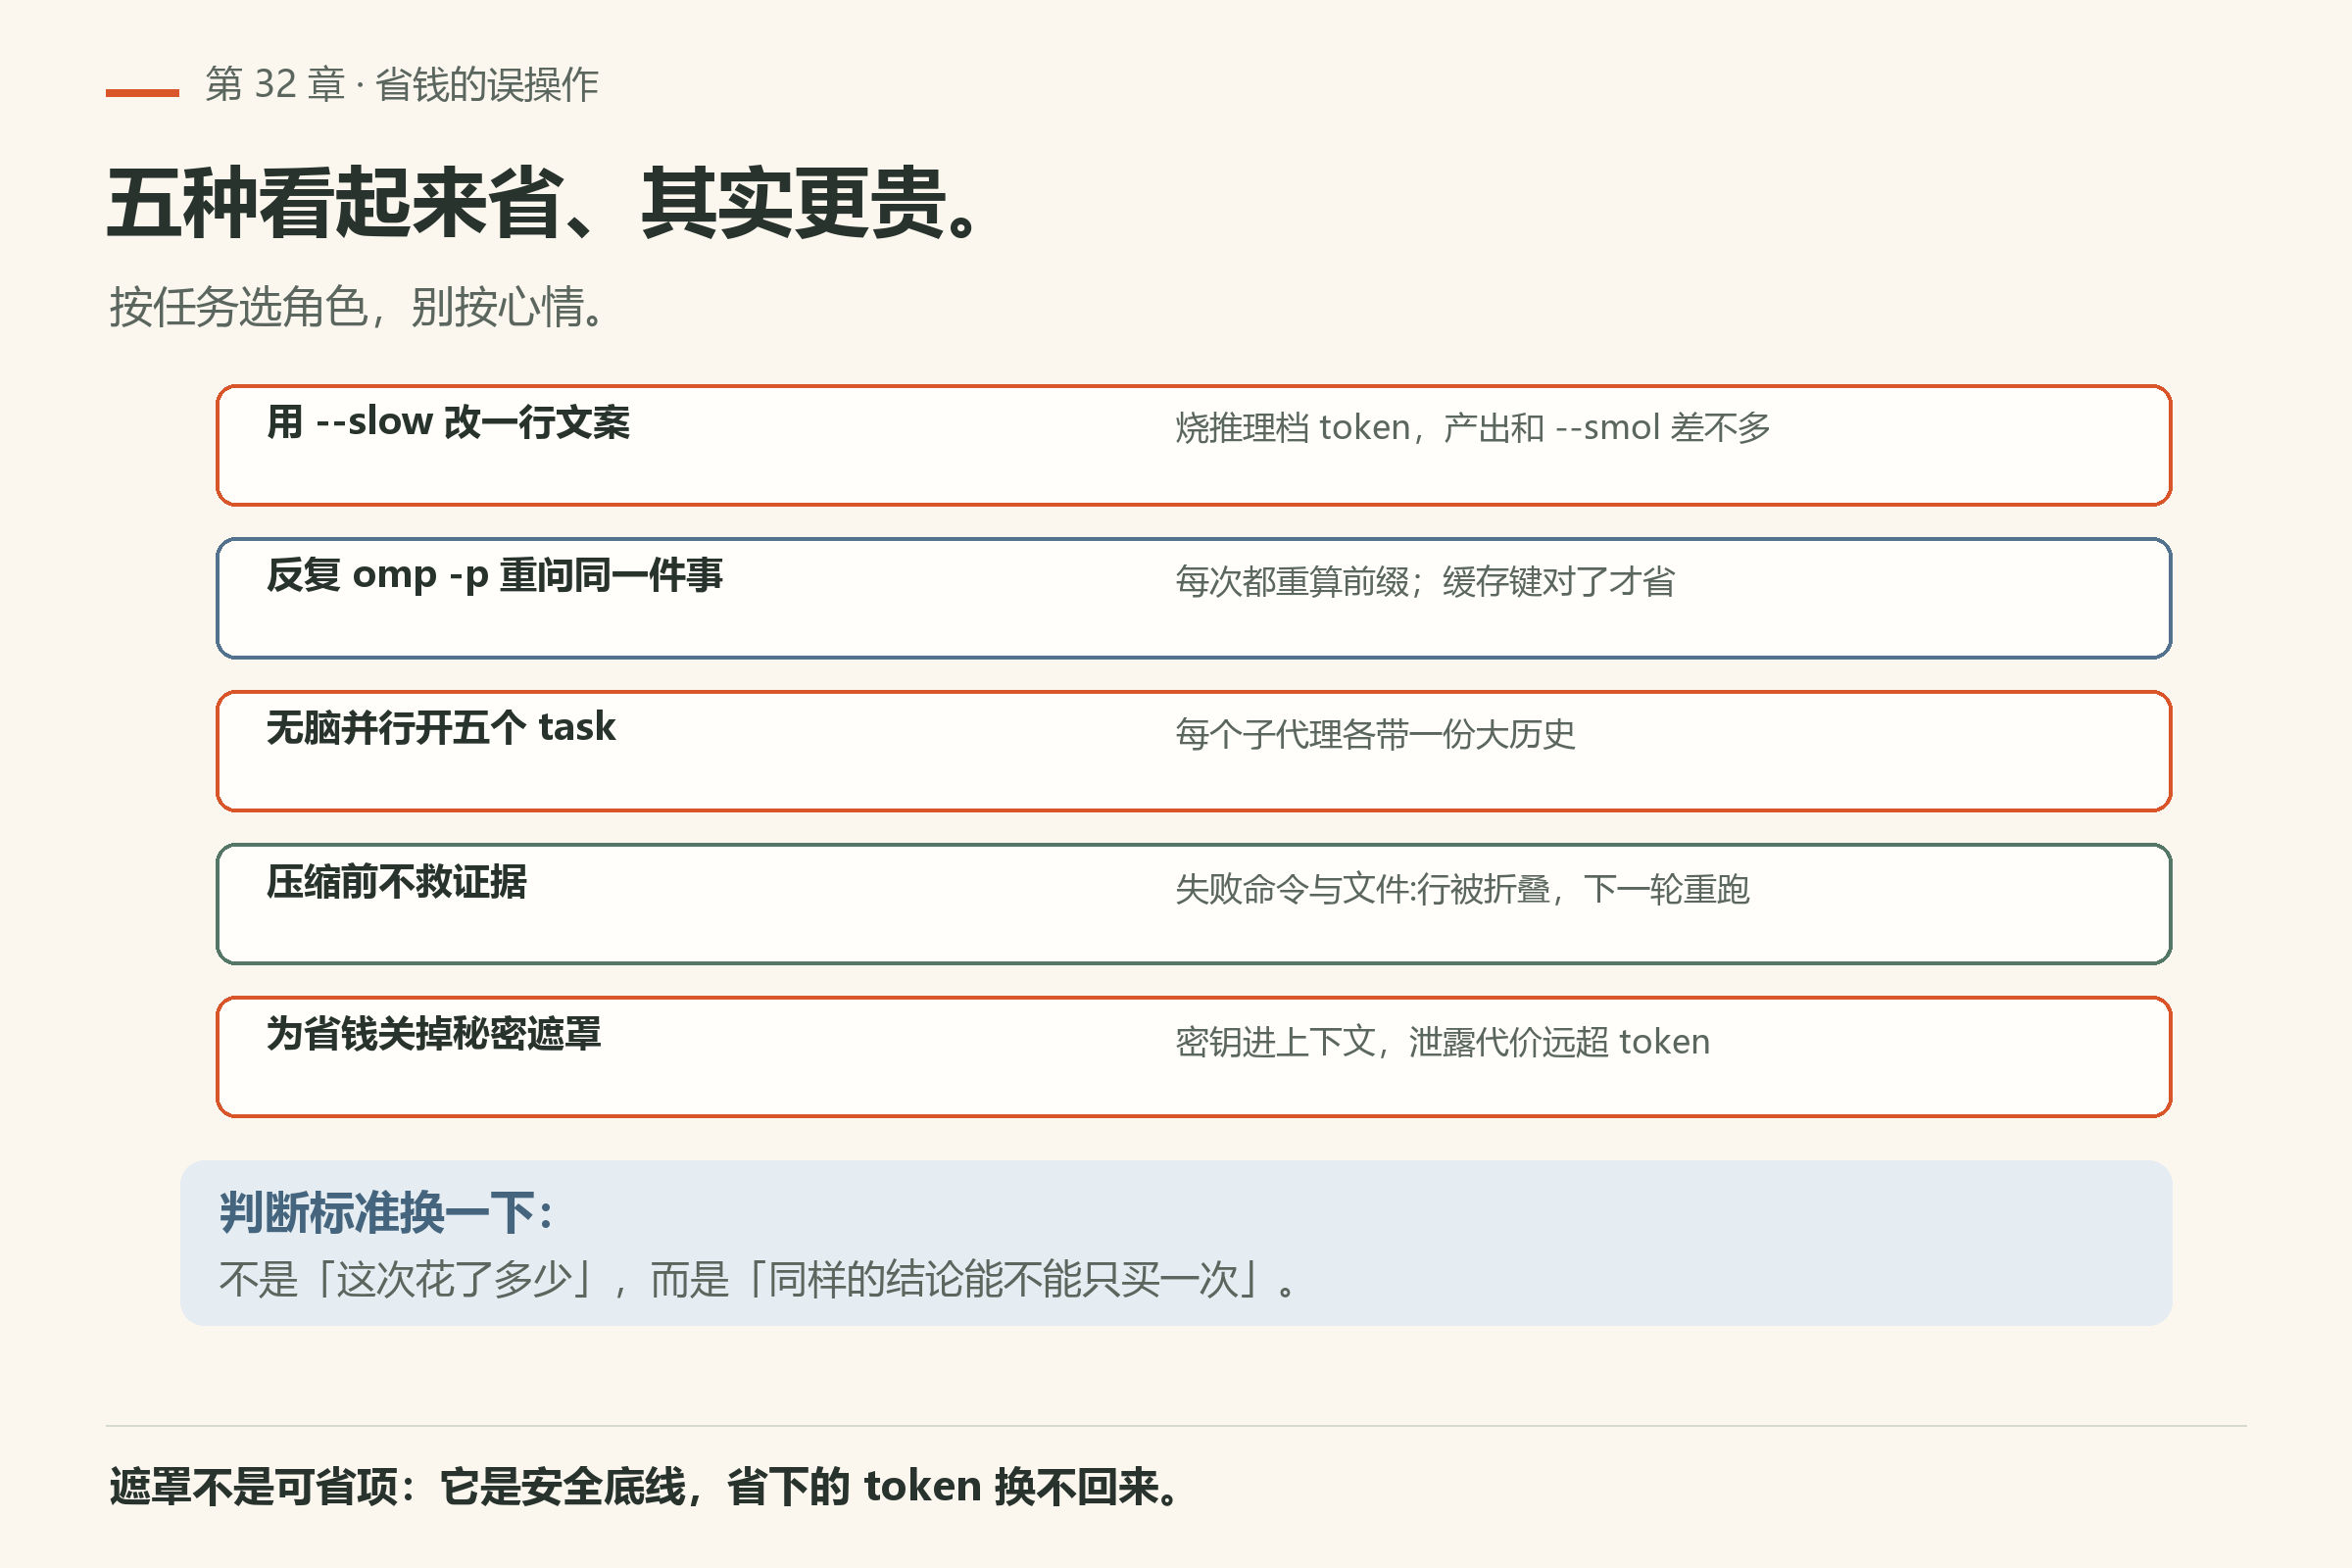 第 32 章 · 省钱的误操作
五种看起来省、其实更贵。
按任务选角色，别按心情。
用 --slow 改一行文案
烧推理档 token，产出和 --smol 差不多
反复 omp -p 重问同一件事
每次都重算前缀；缓存键对了才省
无脑并行开五个 task
每个子代理各带一份大历史
压缩前不救证据
失败命令与文件:行被折叠，下一轮重跑
为省钱关掉秘密遮罩
密钥进上下文，泄露代价远超 token
判断标准换一下：
不是「这次花了多少」，而是「同样的结论能不能只买一次」。
遮罩不是可省项：它是安全底线，省下的 token 换不回来。